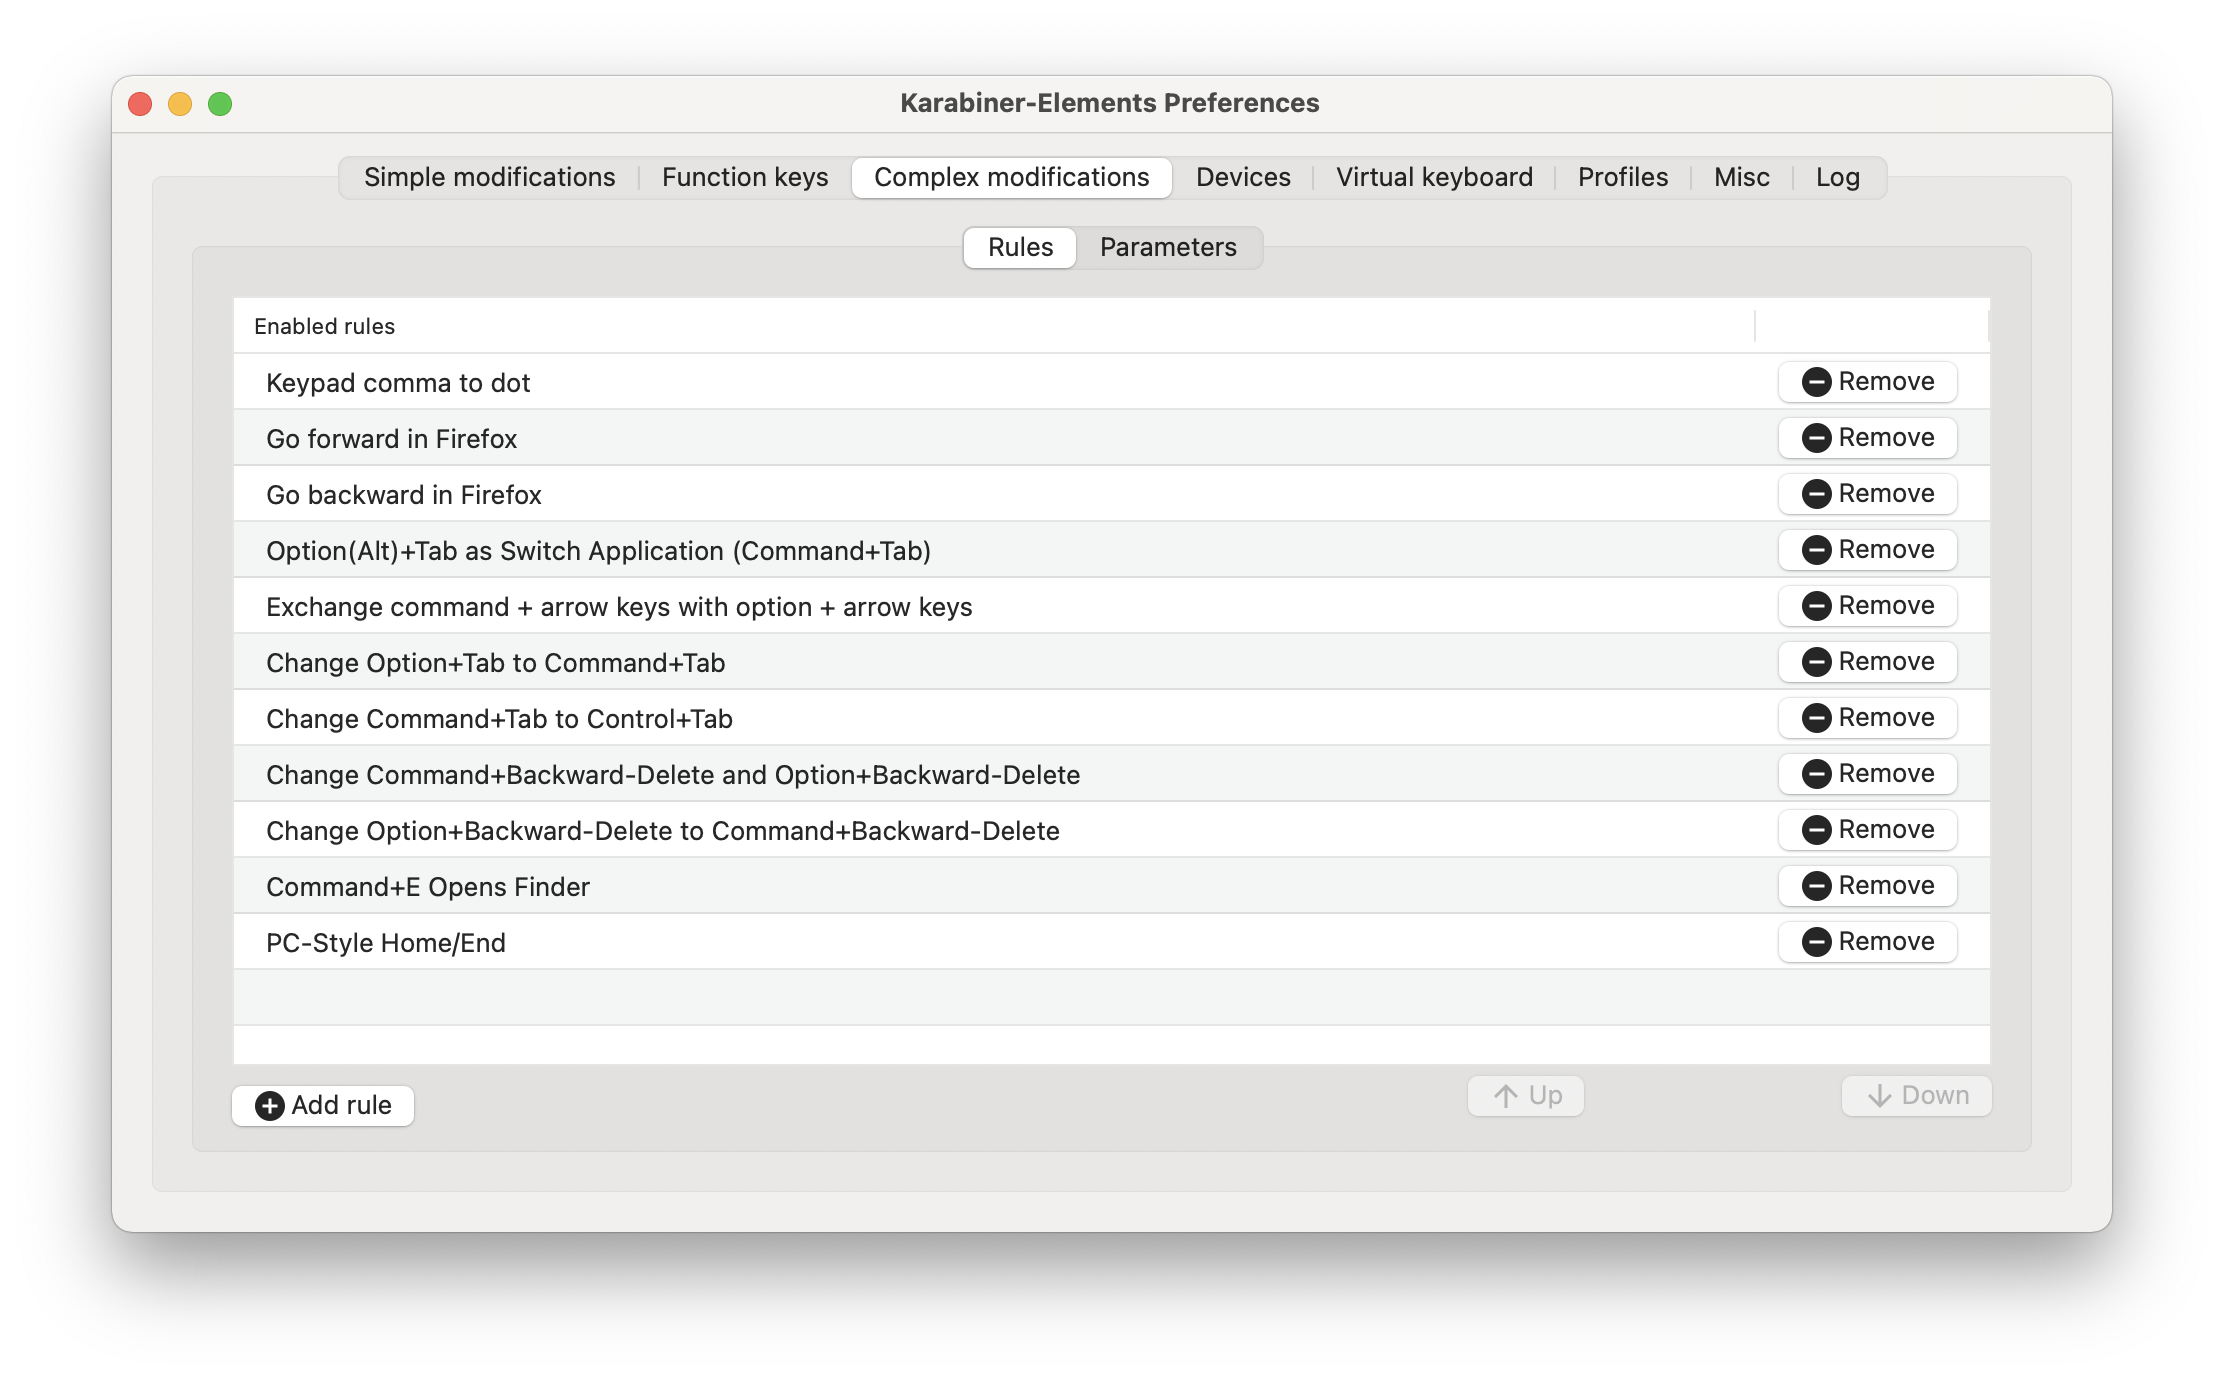 Karabiner-Elements Preferences
Simple modifications Function keys Complex modifications Devices Virtual keyboard Profiles Misc Log
Rules Parameters
Enabled rules
Keypad comma to dot Remove
Go forward in Firefox Remove
Go backward in Firefox Remove
Option(Alt)+Tab as Switch Application (Command+Tab) Remove
Exchange command + arrow keys with option + arrow keys Remove
Change Option+Tab to Command+Tab Remove
Change Command+Tab to Control+Tab Remove
Change Command+Backward-Delete and Option+Backward-Delete Remove
Change Option+Backward-Delete to Command+Backward-Delete Remove
Command+E Opens Finder Remove
PC-Style Home/End Remove
Add rule Up Down